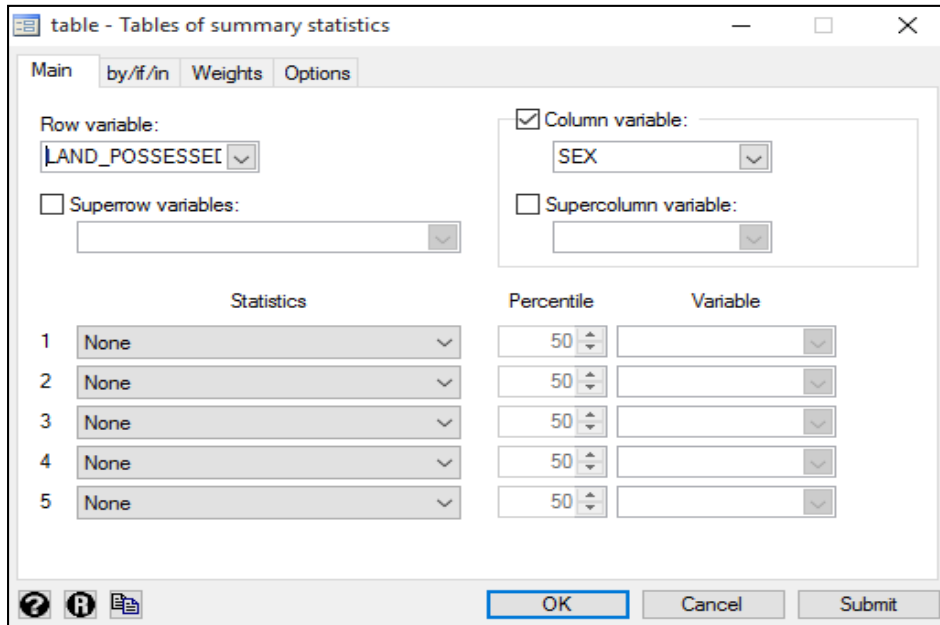 table - Tables of summary statistics
Main by/if/in Weights Options
Row variable:
LAND_POSSESSED
Column variable:
SEX
Superrow variables:
Supercolumn variable:
Statistics Percentile Variable
1 None 50
2 None 50
3 None 50
4 None 50
5 None 50
? R OK Cancel Submit